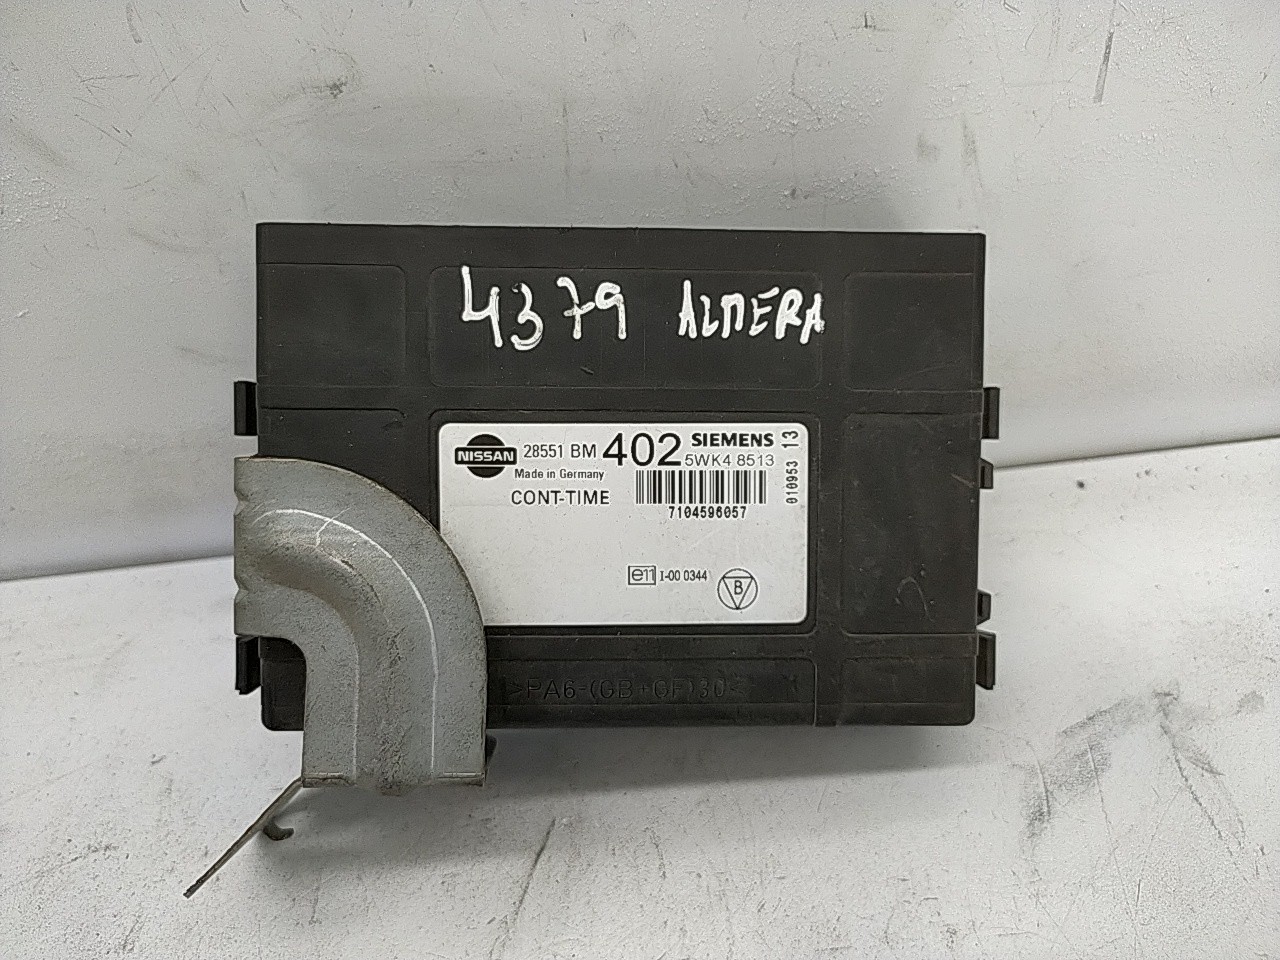 4379 ALMERA
NISSAN 28551 BM 402 SIEMENS
5WK4 8513
Made in Germany
CONT-TIME
7104596057
010953 13
e11 I-00 0344 B
>PA6-(GB+GF)30<